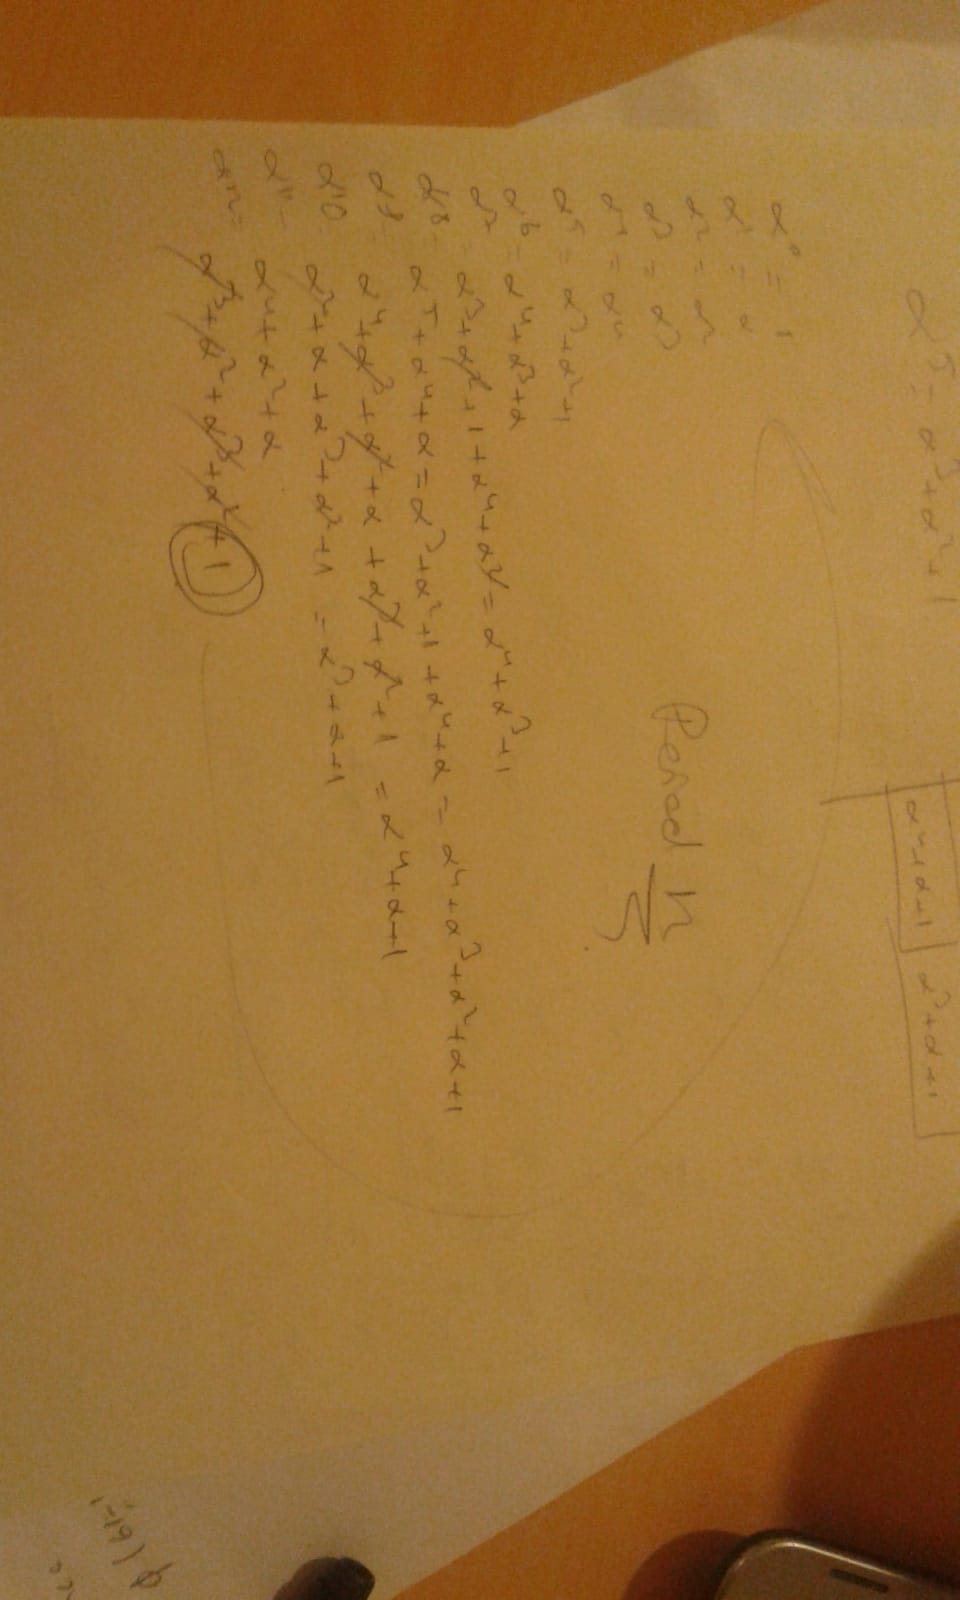 α⁵ = α³+α²+1
α⁴+α+1 α³+α+1
α⁰ = 1
α¹ = α
α² = α²
α³ = α³
α⁴ = α⁴
α⁵ = α³+α²+1
α⁶ = α⁴+α³+α
α⁷ = α³+α²+1+α⁴+α² = α⁴+α³+1
α⁸ = α⁵+α⁴+α = α³+α²+1+α⁴+α = α⁴+α³+α²+α+1
α⁹ = α⁴+α³+α²+α+α³+α²+1 = α⁴+α+1
α¹⁰ = α²+α+α³+α²+1 = α³+α+1
α¹¹ = α⁴+α²+α
α¹² = α³+α²+α³+α²+1
Period